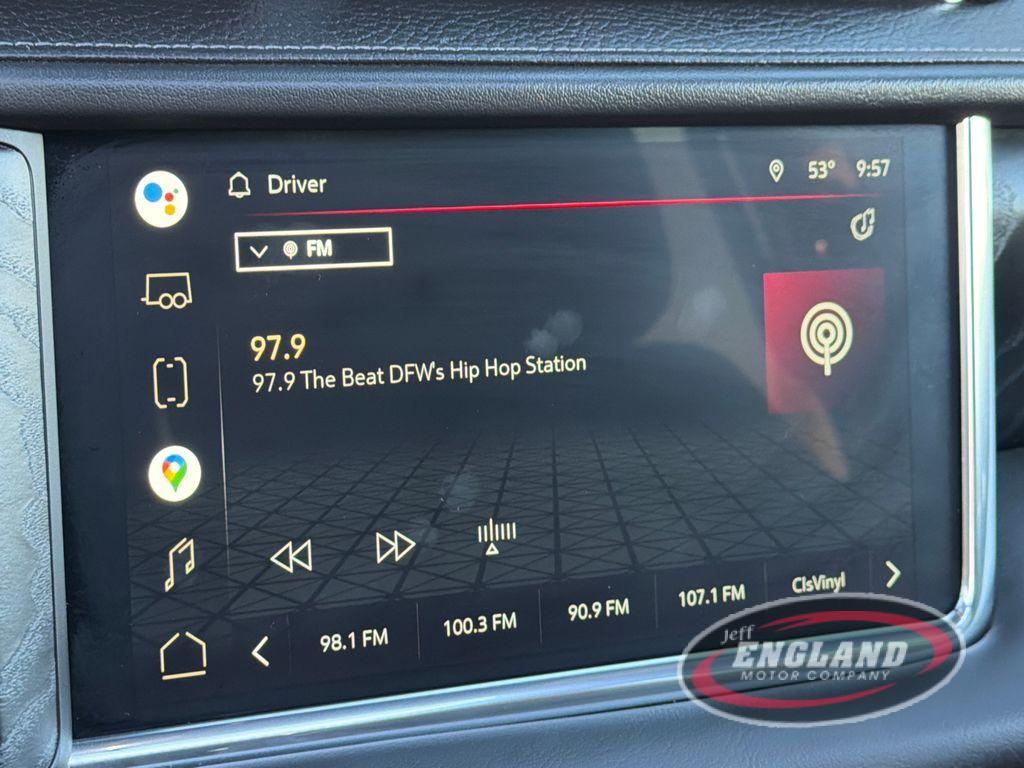 Driver
53° 9:57
FM
97.9
97.9 The Beat DFW's Hip Hop Station
98.1 FM
100.3 FM
90.9 FM
107.1 FM
ClsVinyl
Jeff
ENGLAND
MOTOR COMPANY